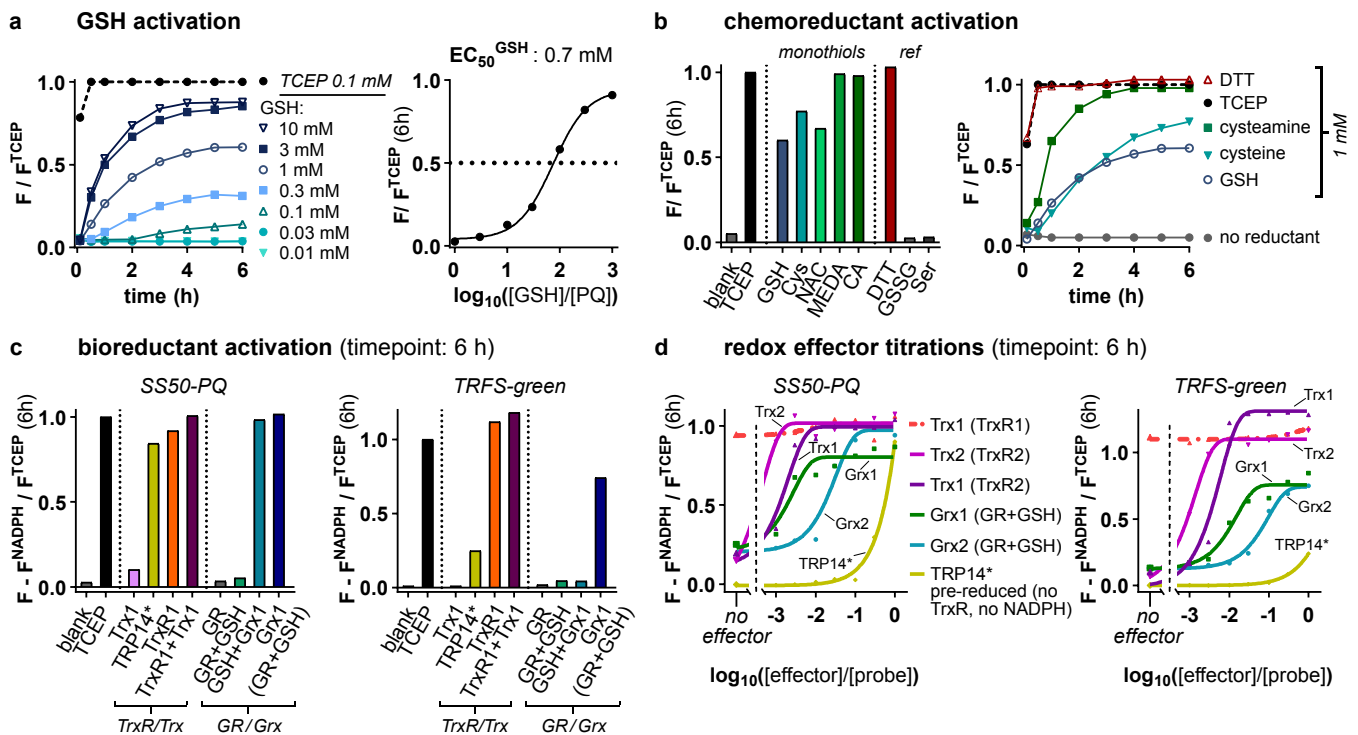 a GSH activation
F / F^TCEP
1.0
0.5
0.0
0 2 4 6
time (h)
TCEP 0.1 mM
GSH:
10 mM
3 mM
1 mM
0.3 mM
0.1 mM
0.03 mM
0.01 mM
EC50^GSH : 0.7 mM
F/ F^TCEP (6h)
1.0
0.5
0.0
0 1 2 3
log10([GSH]/[PQ])
b chemoreductant activation
monothiols ref
F/ F^TCEP (6h)
1.0
0.5
0.0
blank
TCEP
GSH
Cys
NAC
MEDA
CA
DTT
GSSG
Ser
F / F^TCEP
1.0
0.5
0.0
0 2 4 6
time (h)
DTT
TCEP
cysteamine
cysteine
GSH
1 mM
no reductant
c bioreductant activation (timepoint: 6 h)
SS50-PQ
F - F^NADPH / F^TCEP (6h)
1.0
0.5
0.0
blank
TCEP
Trx1
TRP14*
TrxR1
TrxR1+Trx1
GR
GR+GSH
GSH+Grx1
Grx1
(GR+GSH)
TrxR/Trx GR/Grx
TRFS-green
F - F^NADPH / F^TCEP (6h)
1.0
0.5
0.0
blank
TCEP
Trx1
TRP14*
TrxR1
TrxR1+Trx1
GR
GR+GSH
GSH+Grx1
Grx1
(GR+GSH)
TrxR/Trx GR/Grx
d redox effector titrations (timepoint: 6 h)
SS50-PQ
F - F^NADPH / F^TCEP (6h)
1.0
0.5
0.0
Trx2
Trx1
Grx1
Grx2
TRP14*
no
effector
-3 -2 -1 0
log10([effector]/[probe])
Trx1 (TrxR1)
Trx2 (TrxR2)
Trx1 (TrxR2)
Grx1 (GR+GSH)
Grx2 (GR+GSH)
TRP14*
pre-reduced (no
TrxR, no NADPH)
TRFS-green
F - F^NADPH / F^TCEP (6h)
1.0
0.5
0.0
Trx1
Trx2
Grx1
Grx2
TRP14*
no
effector
-3 -2 -1 0
log10([effector]/[probe])